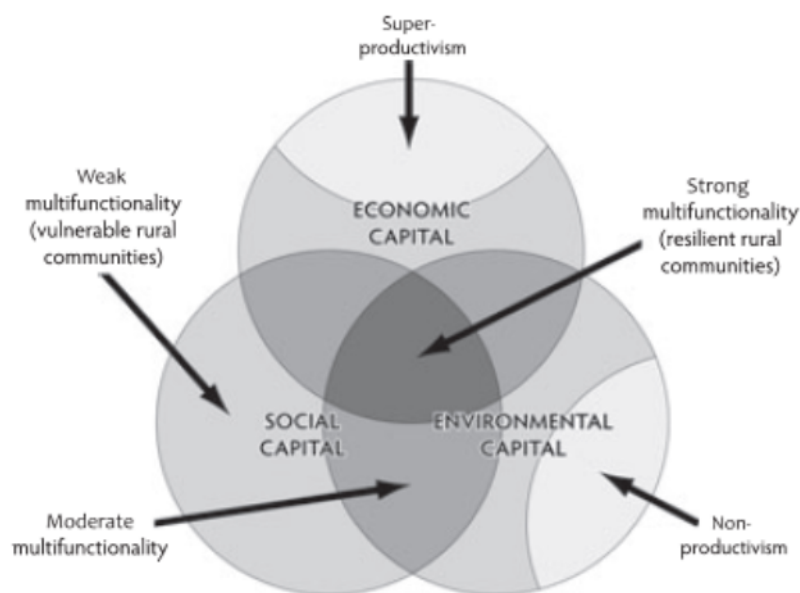 Super-
productivism
Weak
multifunctionality
(vulnerable rural
communities)
Strong
multifunctionality
(resilient rural
communities)
ECONOMIC
CAPITAL
SOCIAL
CAPITAL
ENVIRONMENTAL
CAPITAL
Moderate
multifunctionality
Non-
productivism